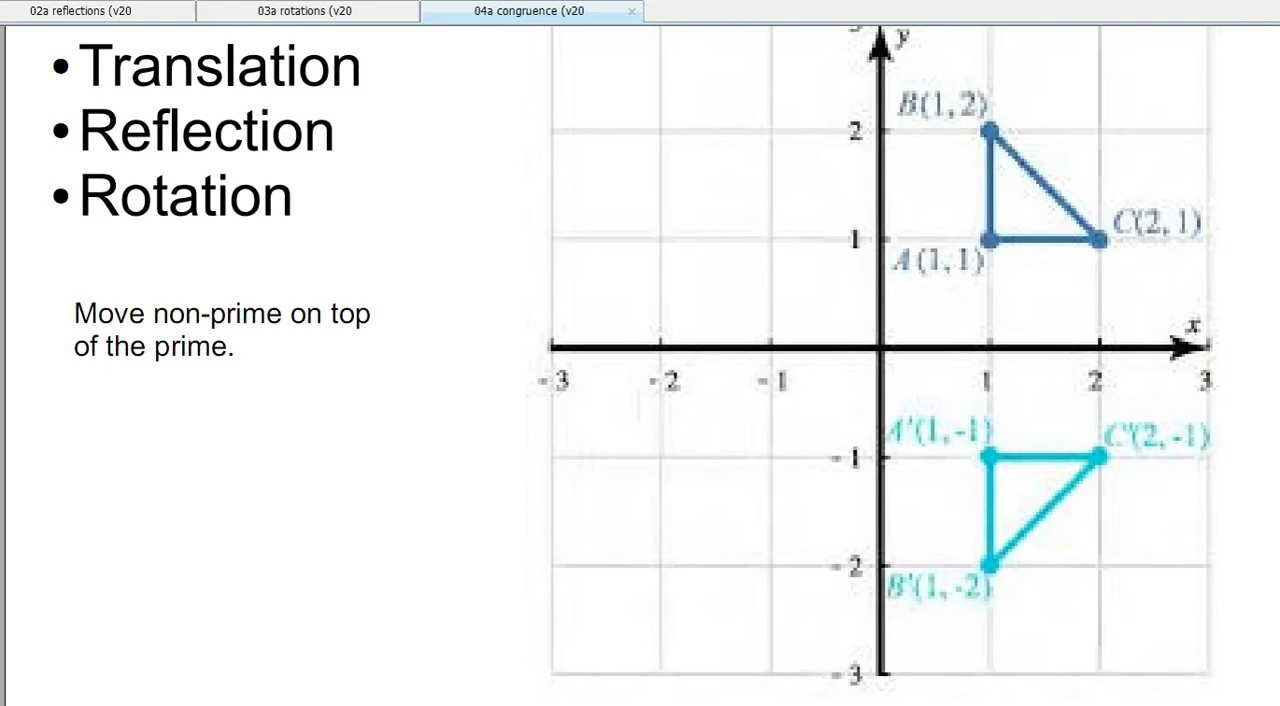 02a reflections (v20
03a rotations (v20
04a congruence (v20
• Translation
• Reflection
• Rotation
Move non-prime on top
of the prime.
y
B(1, 2)
2
C(2, 1)
1
A(1, 1)
x
-3 -2 -1 1 2 3
A'(1, -1)
C'(2, -1)
-1
-2
B'(1, -2)
-3